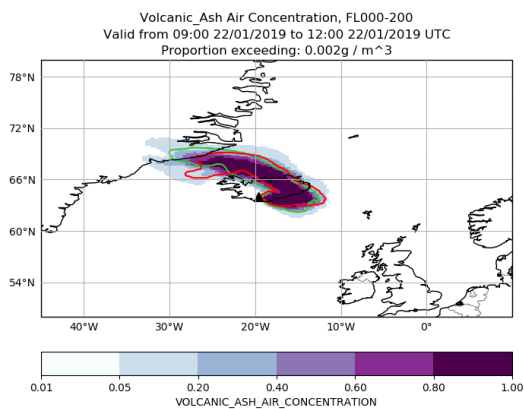 Volcanic_Ash Air Concentration, FL000-200
Valid from 09:00 22/01/2019 to 12:00 22/01/2019 UTC
Proportion exceeding: 0.002g / m^3
78°N
72°N
66°N
60°N
54°N
40°W
30°W
20°W
10°W
0°
0.01
0.05
0.20
0.40
0.60
0.80
1.00
VOLCANIC_ASH_AIR_CONCENTRATION